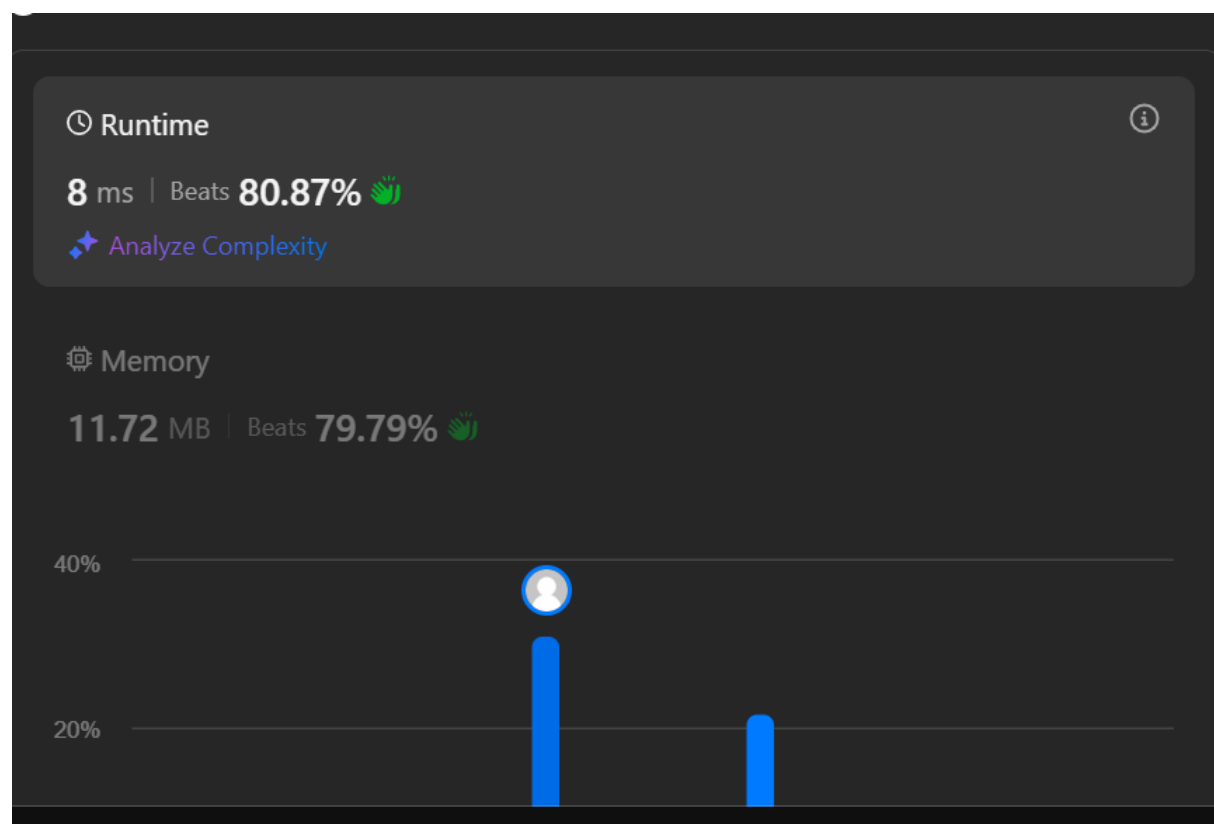 Runtime
8 ms | Beats 80.87%
Analyze Complexity
Memory
11.72 MB | Beats 79.79%
40%
20%